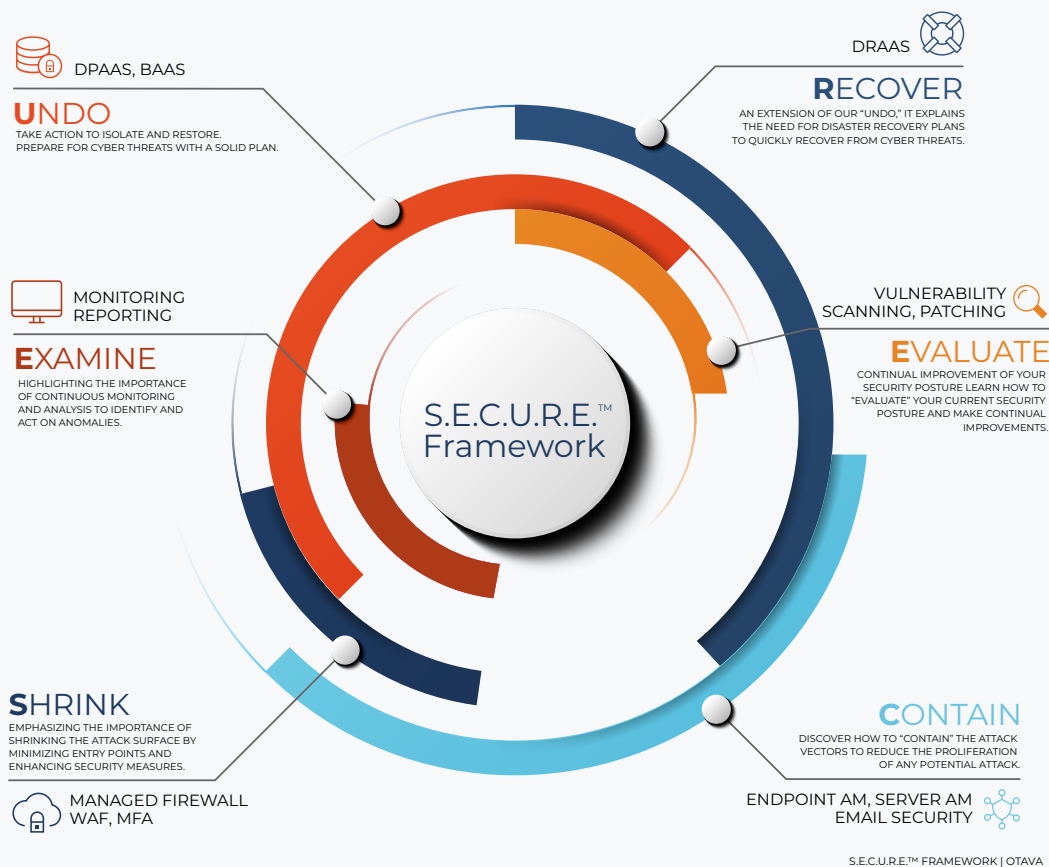 DPAAS, BAAS
UNDO
TAKE ACTION TO ISOLATE AND RESTORE.
PREPARE FOR CYBER THREATS WITH A SOLID PLAN.
DRAAS
RECOVER
AN EXTENSION OF OUR “UNDO,” IT EXPLAINS
THE NEED FOR DISASTER RECOVERY PLANS
TO QUICKLY RECOVER FROM CYBER THREATS.
MONITORING
REPORTING
EXAMINE
HIGHLIGHTING THE IMPORTANCE
OF CONTINUOUS MONITORING
AND ANALYSIS TO IDENTIFY AND
ACT ON ANOMALIES.
VULNERABILITY
SCANNING, PATCHING
EVALUATE
CONTINUAL IMPROVEMENT OF YOUR
SECURITY POSTURE LEARN HOW TO
“EVALUATE” YOUR CURRENT SECURITY
POSTURE AND MAKE CONTINUAL
IMPROVEMENTS.
S.E.C.U.R.E.™
Framework
SHRINK
EMPHASIZING THE IMPORTANCE OF
SHRINKING THE ATTACK SURFACE BY
MINIMIZING ENTRY POINTS AND
ENHANCING SECURITY MEASURES.
MANAGED FIREWALL
WAF, MFA
CONTAIN
DISCOVER HOW TO “CONTAIN” THE ATTACK
VECTORS TO REDUCE THE PROLIFERATION
OF ANY POTENTIAL ATTACK.
ENDPOINT AM, SERVER AM
EMAIL SECURITY
S.E.C.U.R.E.™ FRAMEWORK | OTAVA